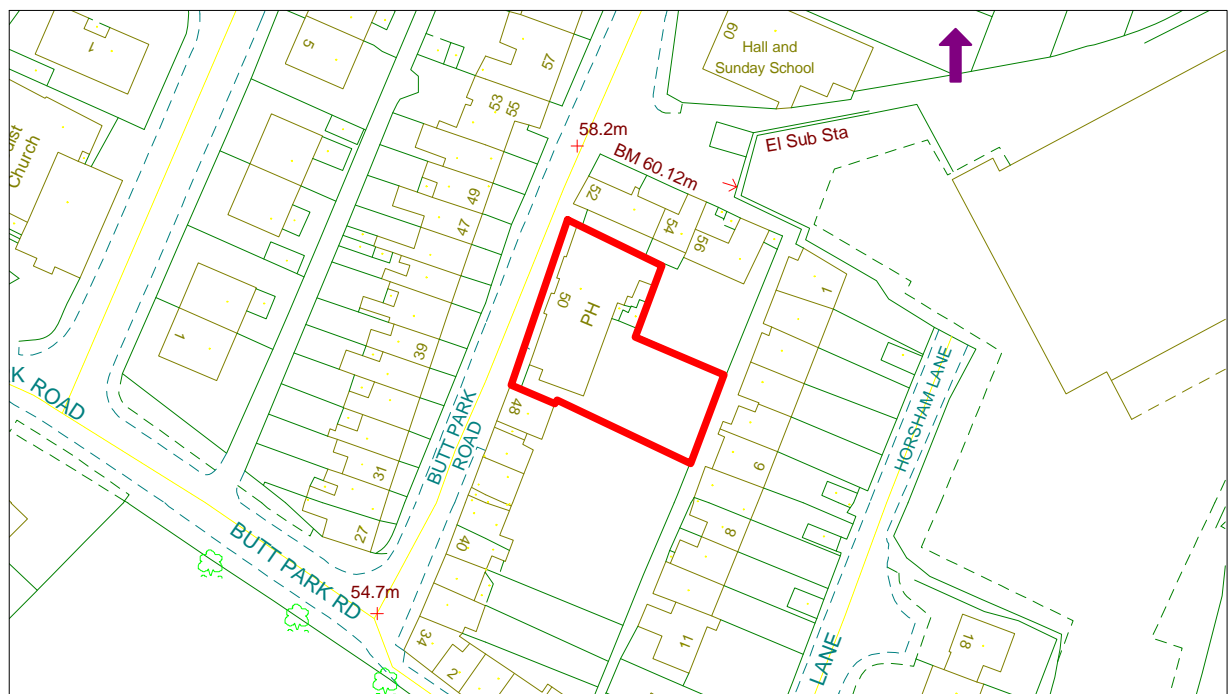 1
5
57
60
Hall and
Sunday School
53
55
58.2m
BM 60.12m
El Sub Sta
ist
Church
49
47
52
54
56
50
PH
1
1
39
48
K ROAD
BUTT PARK
ROAD
HORSHAM LANE
31
6
8
27
40
BUTT PARK RD
54.7m
34
2
11
LANE
18